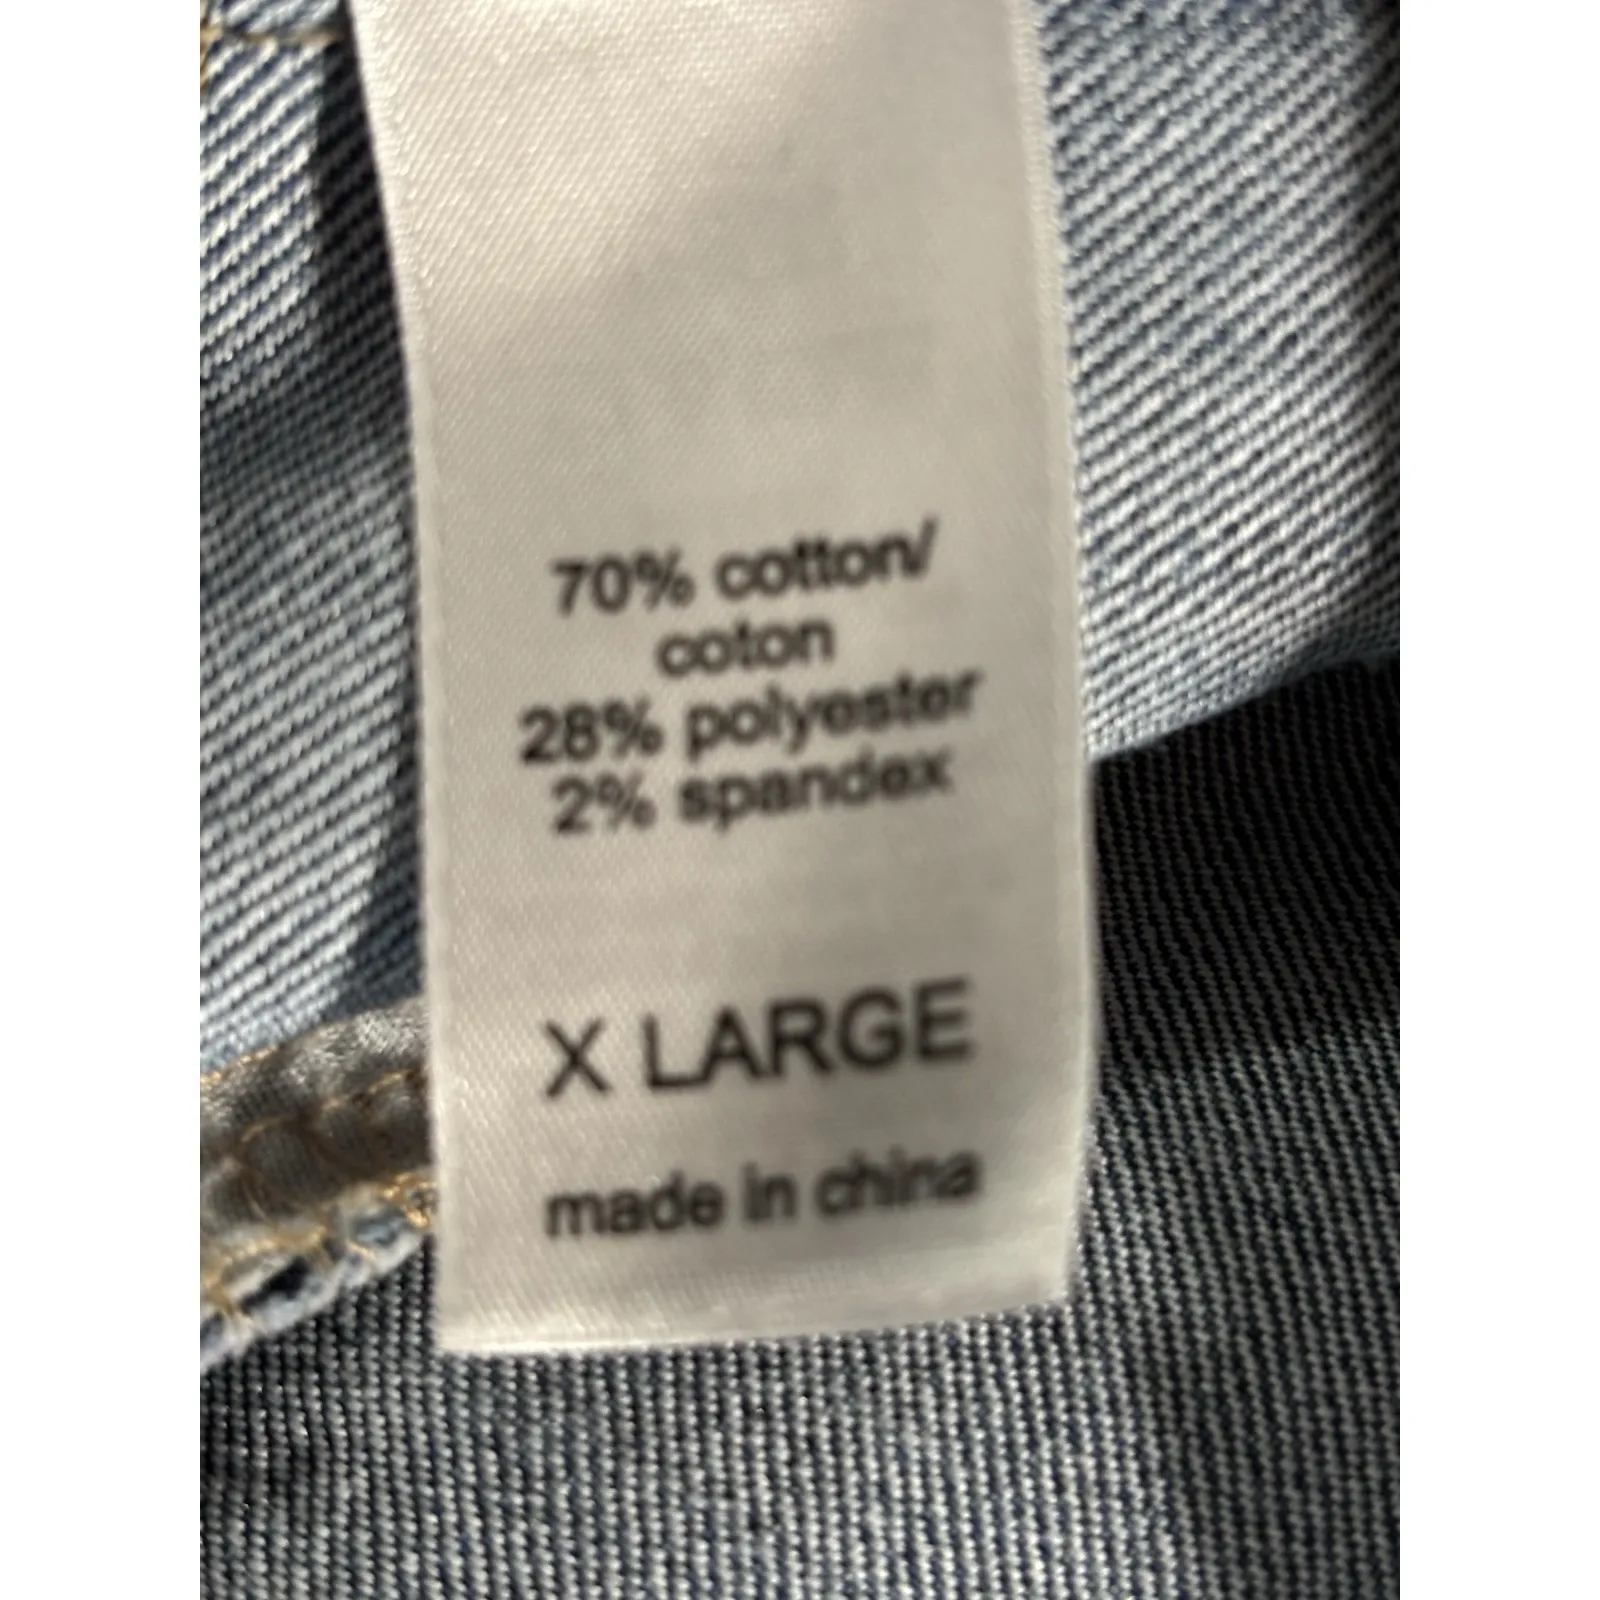 70% cotton/
coton
28% polyester
2% spandex
X LARGE
made in china